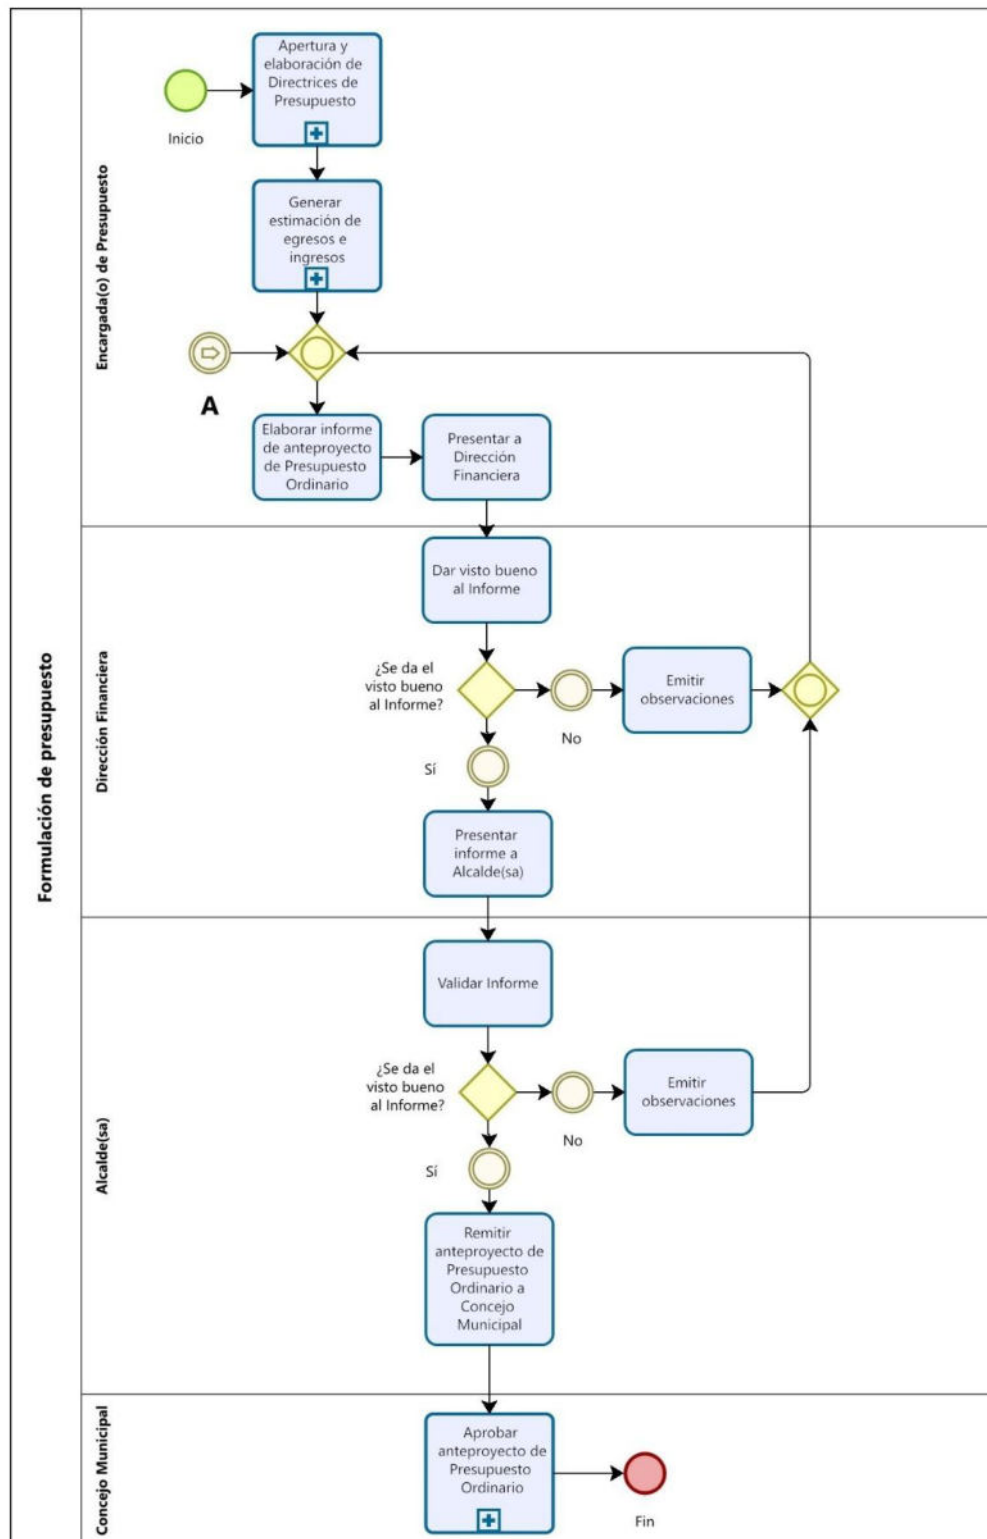 Formulación de presupuesto
Encargada(o) de Presupuesto
Apertura y
elaboración de
Directrices de
Presupuesto
Inicio
Generar
estimación de
egresos e
ingresos
A
Elaborar informe
de anteproyecto
de Presupuesto
Ordinario
Presentar a
Dirección
Financiera
Dirección Financiera
Dar visto bueno
al Informe
¿Se da el
visto bueno
al Informe?
No
Emitir
observaciones
Sí
Presentar
informe a
Alcalde(sa)
Alcalde(sa)
Validar Informe
¿Se da el
visto bueno
al Informe?
No
Emitir
observaciones
Sí
Remitir
anteproyecto de
Presupuesto
Ordinario a
Concejo
Municipal
Concejo Municipal
Aprobar
anteproyecto de
Presupuesto
Ordinario
Fin